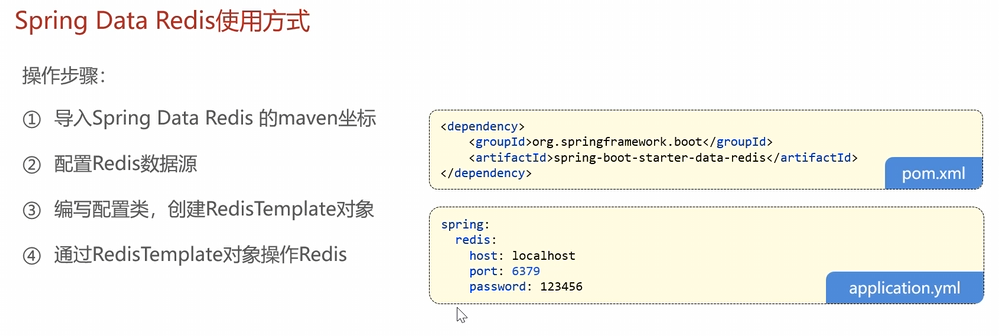 Spring Data Redis使用方式
操作步骤：
① 导入Spring Data Redis 的maven坐标
② 配置Redis数据源
③ 编写配置类，创建RedisTemplate对象
④ 通过RedisTemplate对象操作Redis
<dependency>
    <groupId>org.springframework.boot</groupId>
    <artifactId>spring-boot-starter-data-redis</artifactId>
</dependency>
pom.xml
spring:
  redis:
    host: localhost
    port: 6379
    password: 123456
application.yml